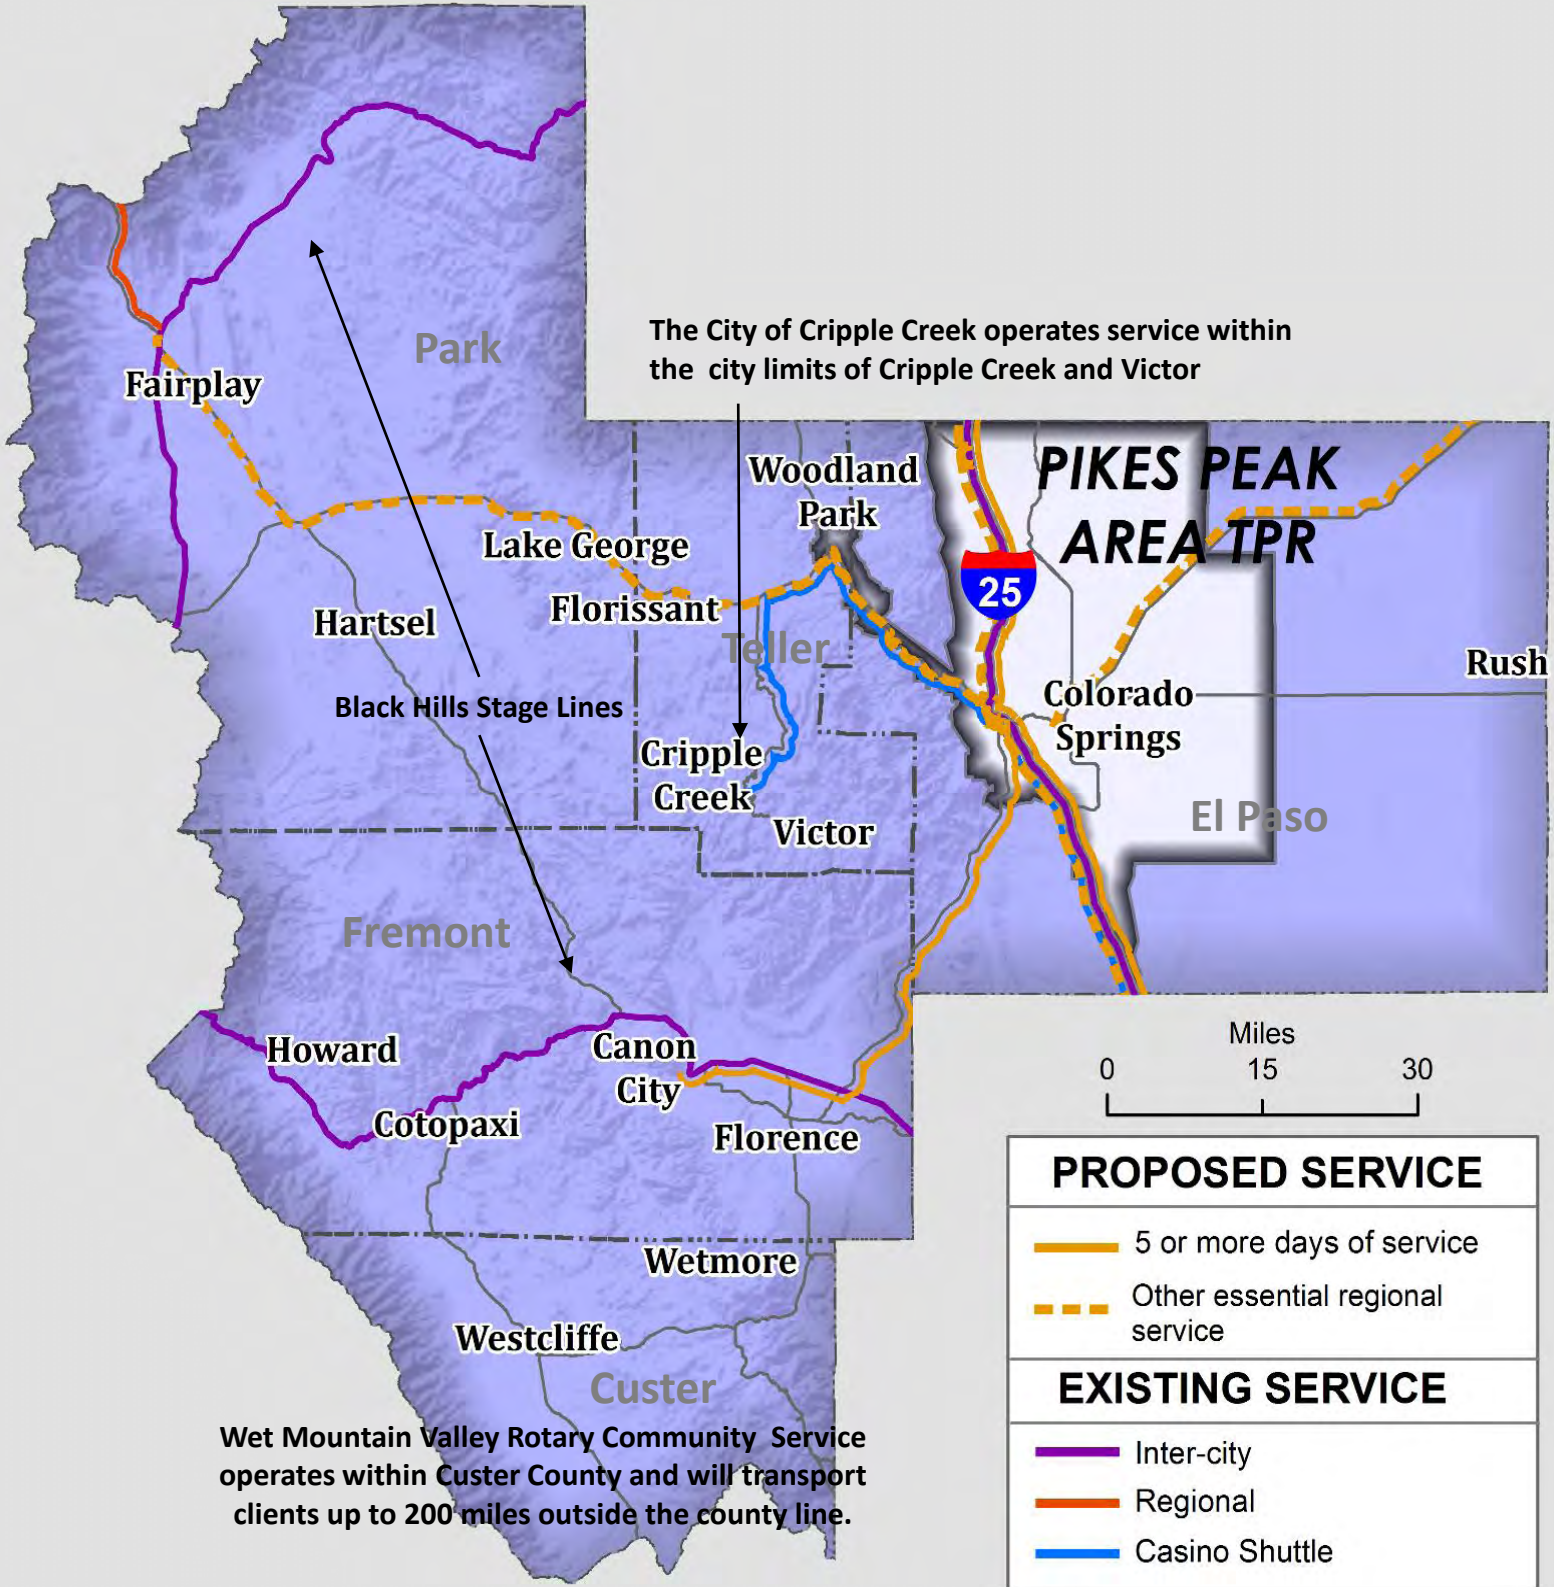 The City of Cripple Creek operates service within
the city limits of Cripple Creek and Victor
Park
Fairplay
Woodland
Park
PIKES PEAK
AREA TPR
Lake George
25
Florissant
Hartsel
Teller
Rush
Black Hills Stage Lines
Colorado
Springs
Cripple
Creek
Victor
El Paso
Fremont
Howard
Canon
City
Cotopaxi
Florence
Miles
0 15 30
Wetmore
Westcliffe
Custer
Wet Mountain Valley Rotary Community Service
operates within Custer County and will transport
clients up to 200 miles outside the county line.
PROPOSED SERVICE
5 or more days of service
Other essential regional
service
EXISTING SERVICE
Inter-city
Regional
Casino Shuttle